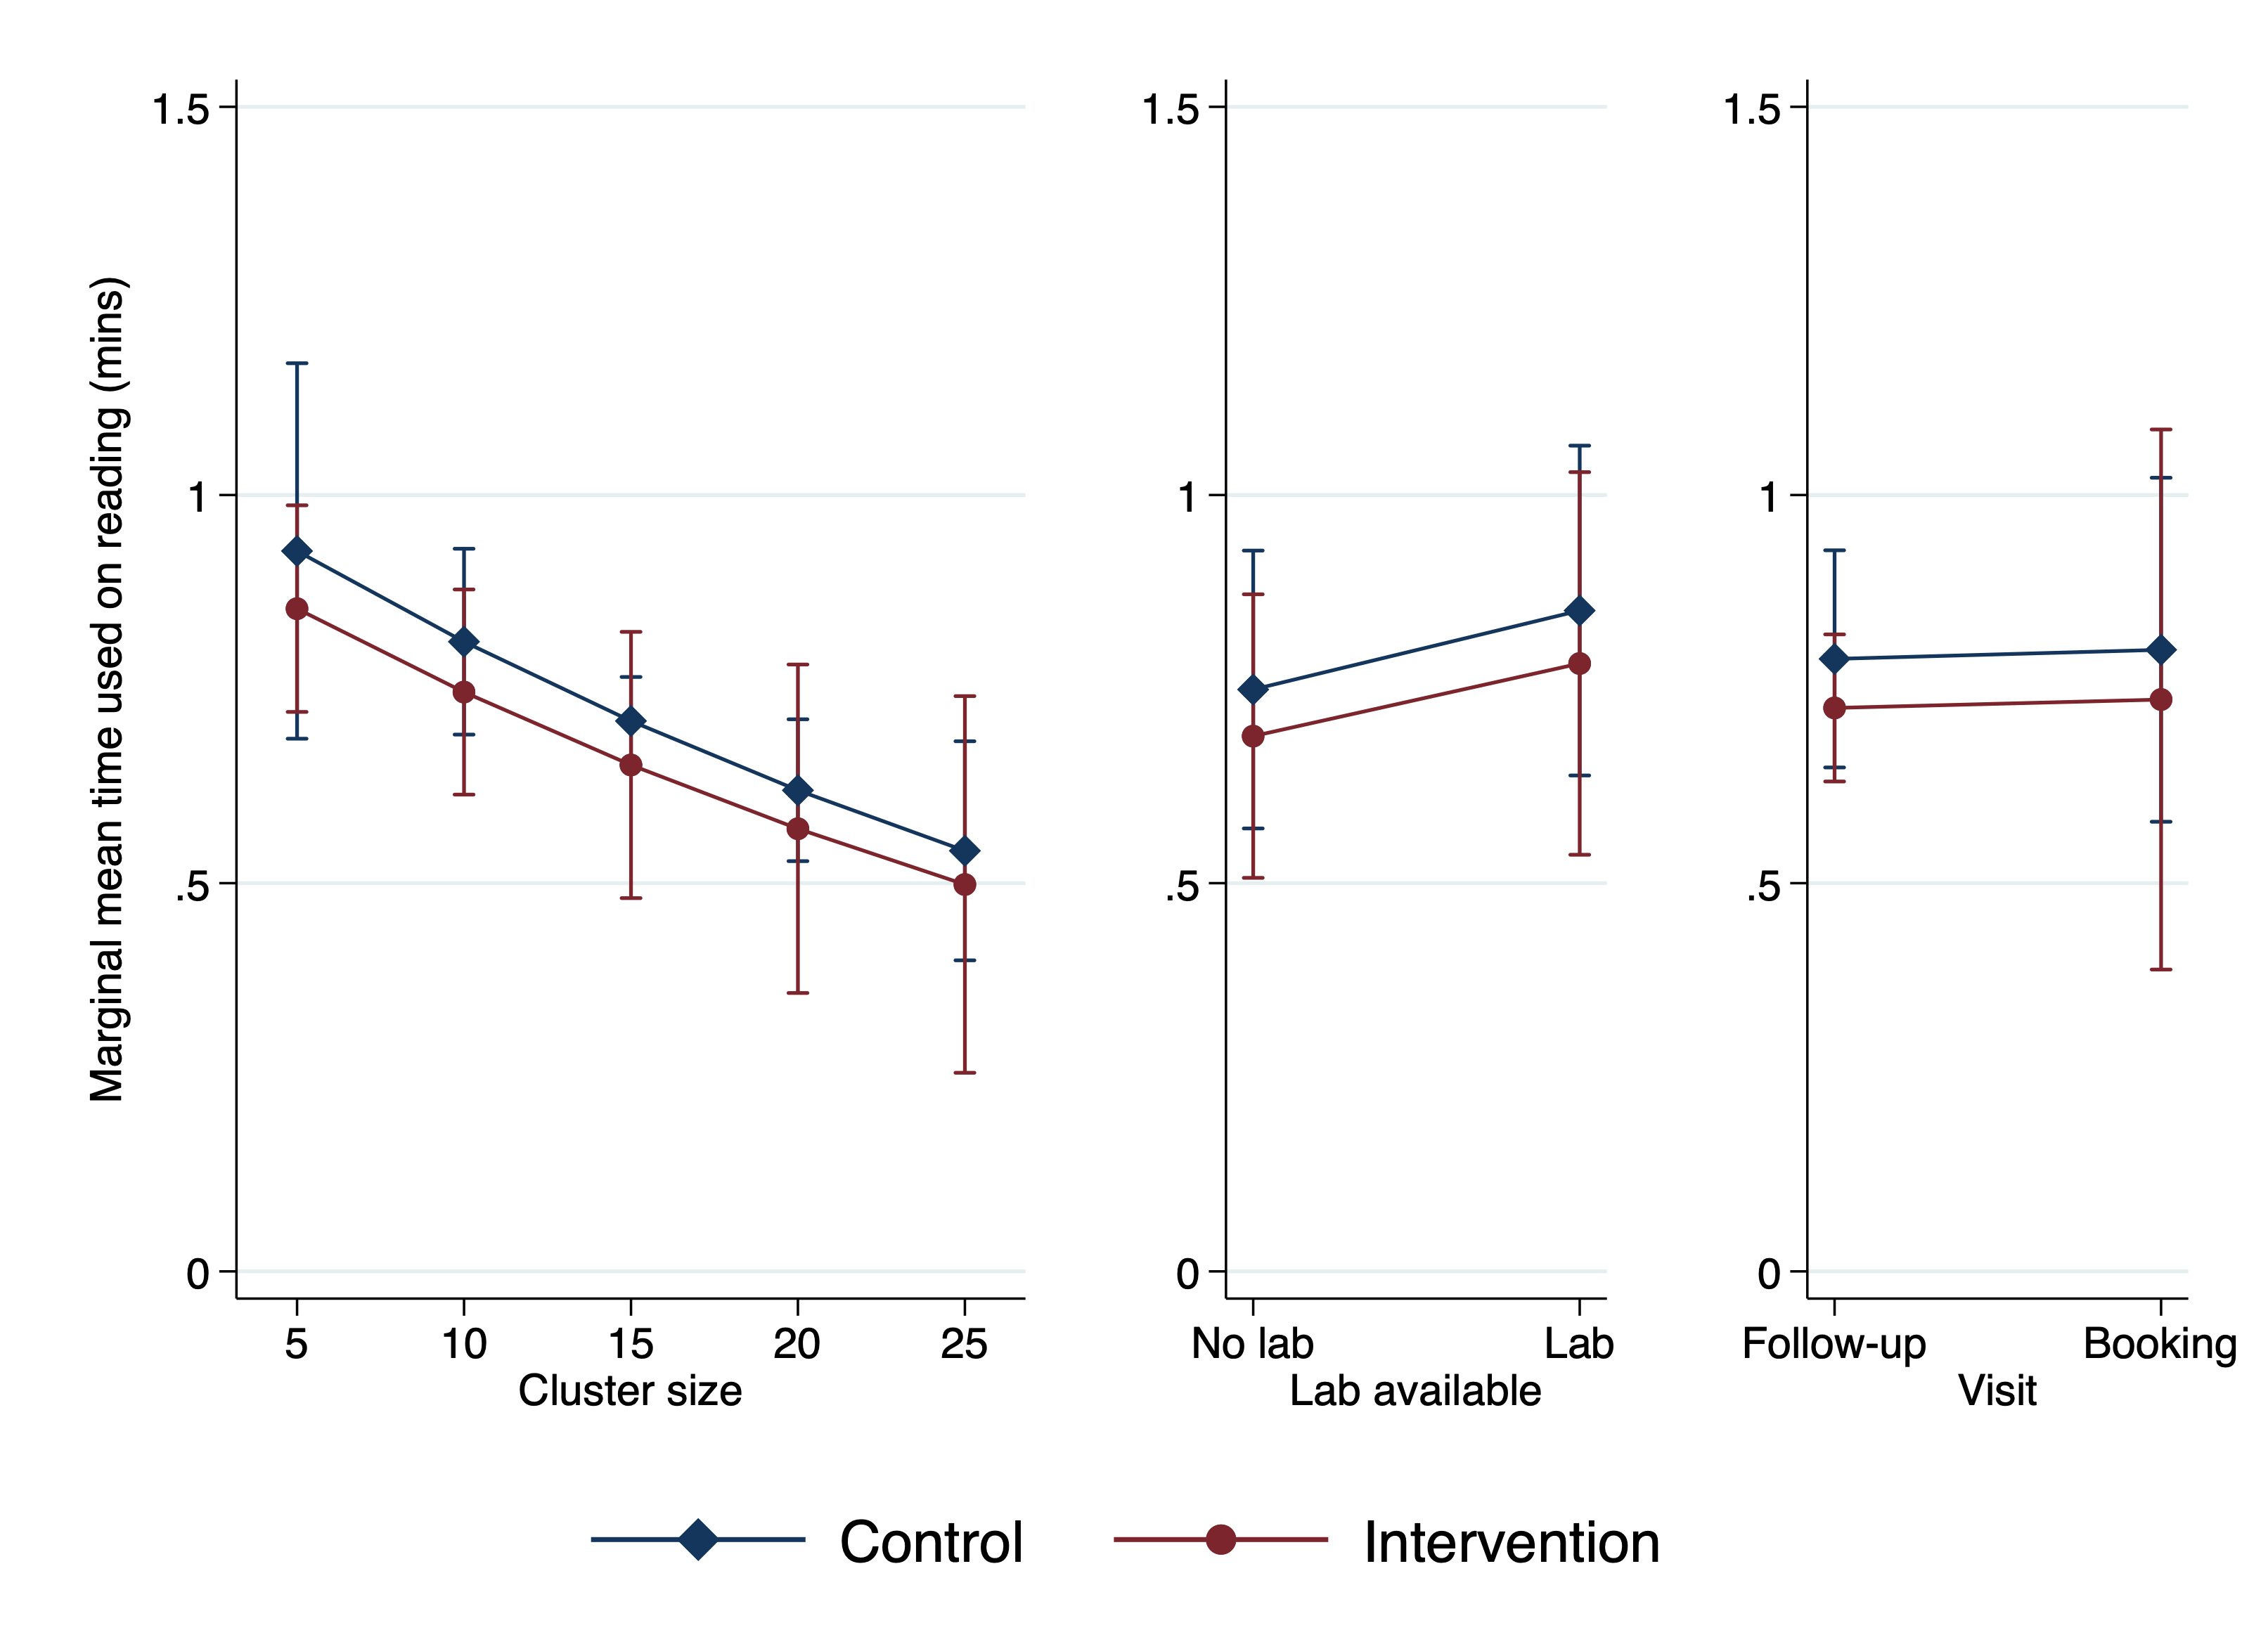 Marginal mean time used on reading (mins)
1.5
1
.5
0
5 10 15 20 25
Cluster size
1.5
1
.5
0
No lab Lab
Lab available
1.5
1
.5
0
Follow-up Booking
Visit
Control Intervention